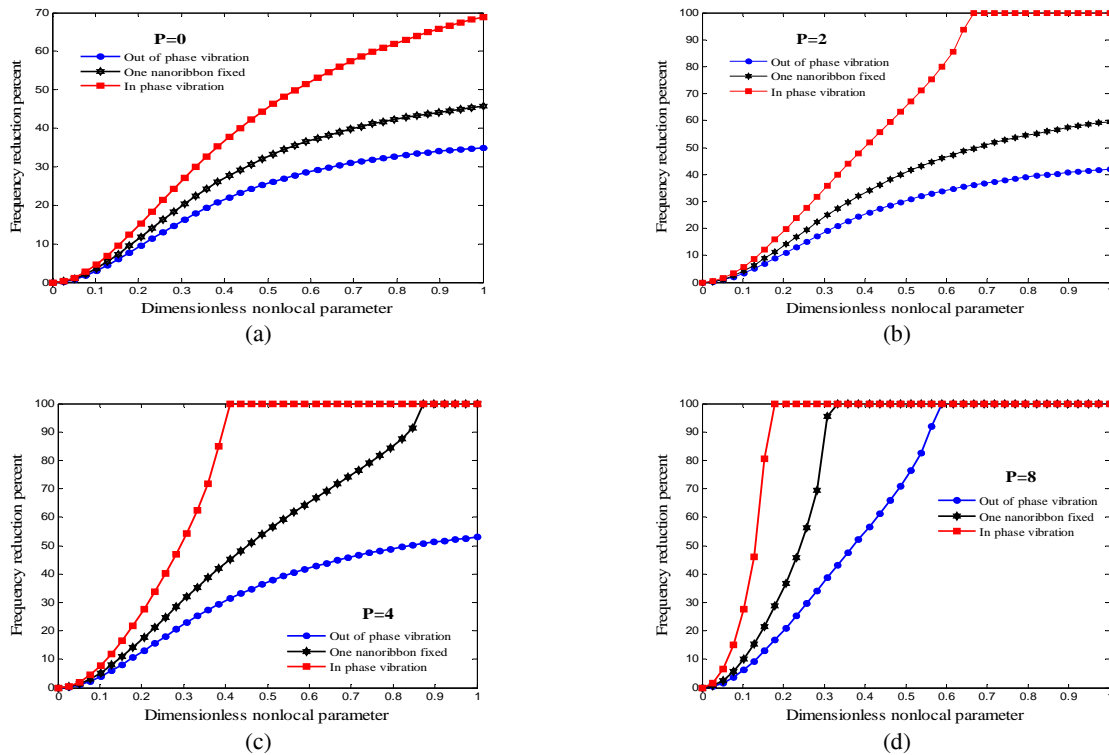 P=0
Out of phase vibration
One nanoribbon fixed
In phase vibration
Frequency reduction percent
70
60
50
40
30
20
10
0
0 0.1 0.2 0.3 0.4 0.5 0.6 0.7 0.8 0.9 1
Dimensionless nonlocal parameter
(a)
P=2
Out of phase vibration
One nanoribbon fixed
In phase vibration
Frequency reduction percent
100
90
80
70
60
50
40
30
20
10
0
0 0.1 0.2 0.3 0.4 0.5 0.6 0.7 0.8 0.9 1
Dimensionless nonlocal parameter
(b)
P=4
Out of phase vibration
One nanoribbon fixed
In phase vibration
Frequency reduction percent
100
90
80
70
60
50
40
30
20
10
0
0 0.1 0.2 0.3 0.4 0.5 0.6 0.7 0.8 0.9 1
Dimensionless nonlocal parameter
(c)
P=8
Out of phase vibration
One nanoribbon fixed
In phase vibration
Frequency reduction percent
100
90
80
70
60
50
40
30
20
10
0
0 0.1 0.2 0.3 0.4 0.5 0.6 0.7 0.8 0.9 1
Dimensionless nonlocal parameter
(d)